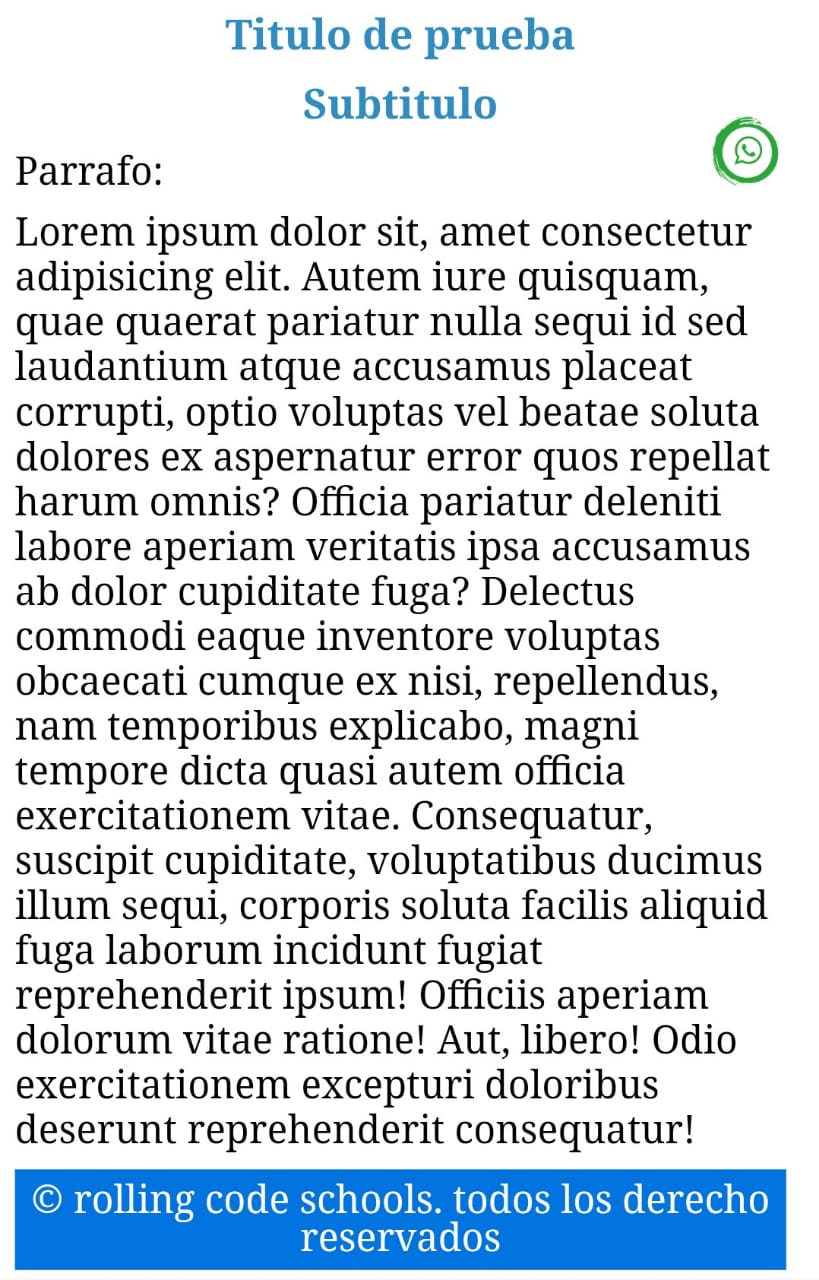 Titulo de prueba
Subtitulo
Parrafo:
Lorem ipsum dolor sit, amet consectetur
adipisicing elit. Autem iure quisquam,
quae quaerat pariatur nulla sequi id sed
laudantium atque accusamus placeat
corrupti, optio voluptas vel beatae soluta
dolores ex aspernatur error quos repellat
harum omnis? Officia pariatur deleniti
labore aperiam veritatis ipsa accusamus
ab dolor cupiditate fuga? Delectus
commodi eaque inventore voluptas
obcaecati cumque ex nisi, repellendus,
nam temporibus explicabo, magni
tempore dicta quasi autem officia
exercitationem vitae. Consequatur,
suscipit cupiditate, voluptatibus ducimus
illum sequi, corporis soluta facilis aliquid
fuga laborum incidunt fugiat
reprehenderit ipsum! Officiis aperiam
dolorum vitae ratione! Aut, libero! Odio
exercitationem excepturi doloribus
deserunt reprehenderit consequatur!
© rolling code schools. todos los derecho
reservados